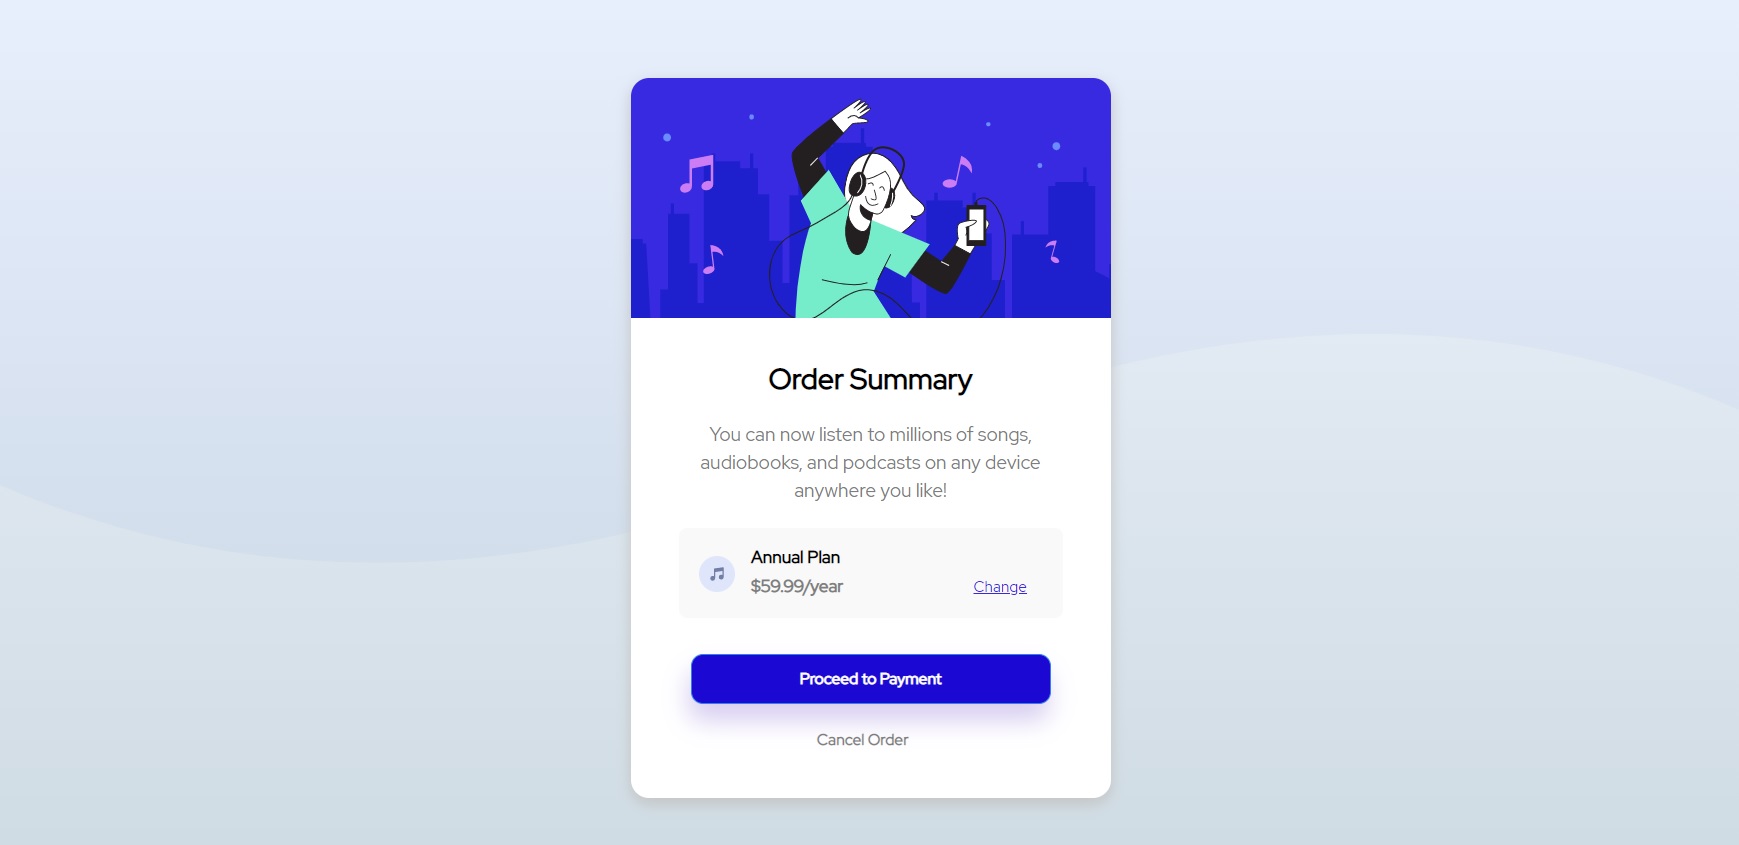 Order Summary
You can now listen to millions of songs,
audiobooks, and podcasts on any device
anywhere you like!
Annual Plan
$59.99/year
Change
Proceed to Payment
Cancel Order